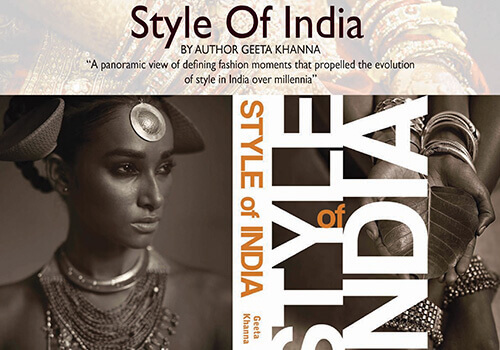 Style Of India
BY AUTHOR GEETA KHANNA
“A panoramic view of defining fashion moments that propelled the evolution
of style in India over millennia”
STYLE of INDIA
Geeta
Khanna
STYLE
of
INDIA